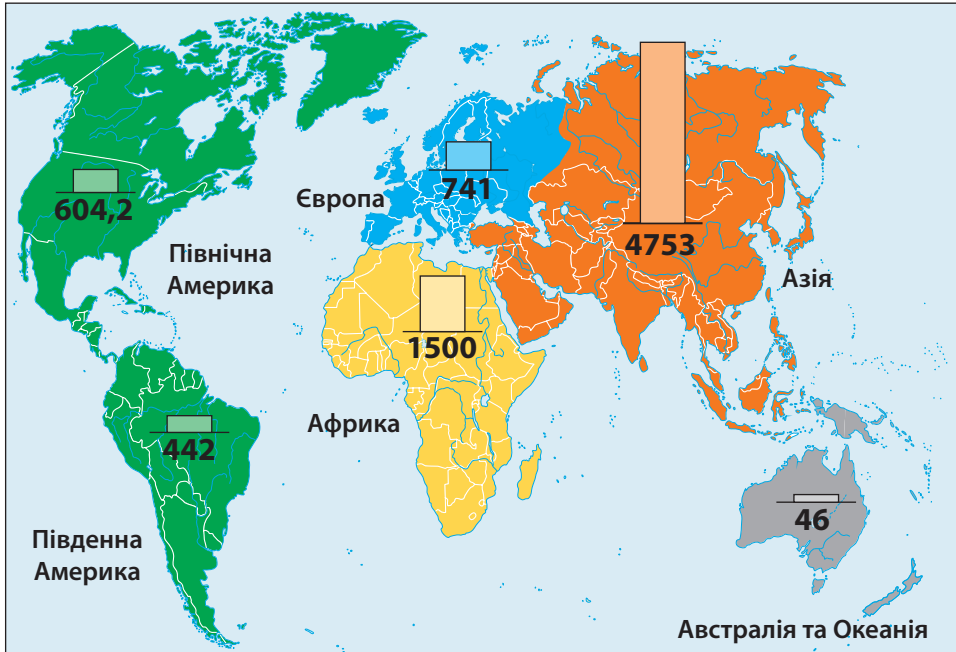 604,2
Північна
Америка
Європа
741
4753
Азія
1500
Африка
442
Південна
Америка
46
Австралія та Океанія